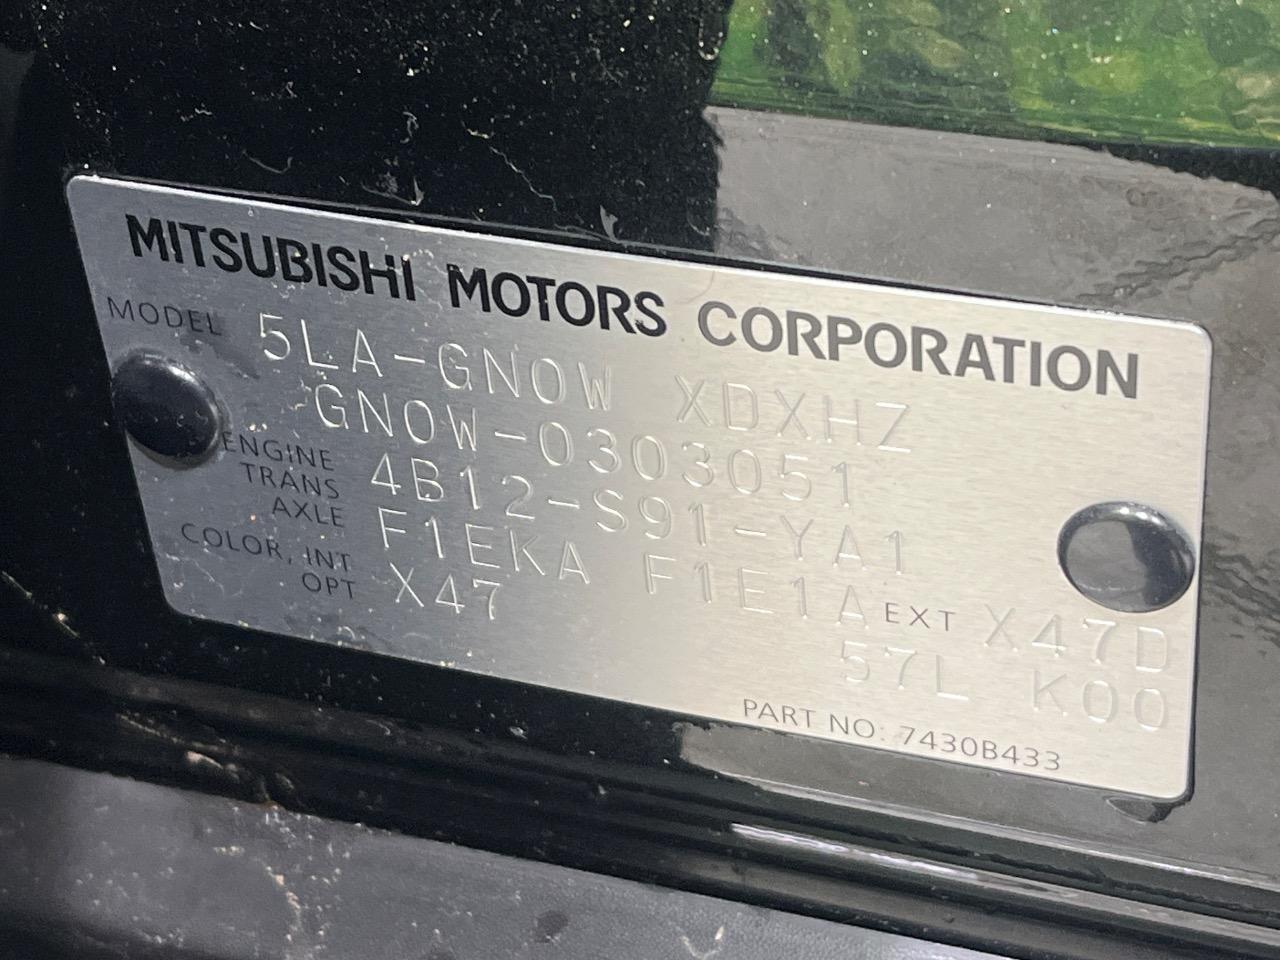 MITSUBISHI MOTORS CORPORATION
MODEL 5LA-GN0W XDXHZ
GN0W-0303051
ENGINE 4B12-S91-YA1
TRANS AXLE F1EKA F1E1A
COLOR, INT OPT X47 EXT X47D
57L K00
PART NO: 7430B433